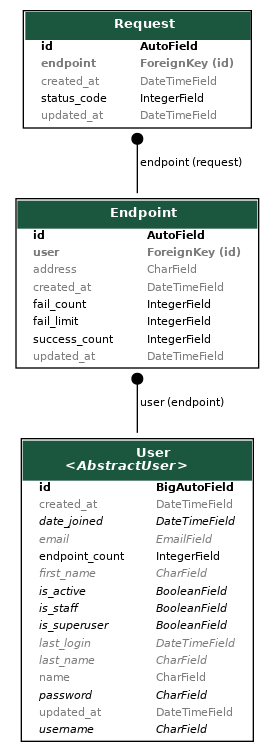 Request
id AutoField
endpoint ForeignKey (id)
created_at DateTimeField
status_code IntegerField
updated_at DateTimeField
endpoint (request)
Endpoint
id AutoField
user ForeignKey (id)
address CharField
created_at DateTimeField
fail_count IntegerField
fail_limit IntegerField
success_count IntegerField
updated_at DateTimeField
user (endpoint)
User
<AbstractUser>
id BigAutoField
created_at DateTimeField
date_joined DateTimeField
email EmailField
endpoint_count IntegerField
first_name CharField
is_active BooleanField
is_staff BooleanField
is_superuser BooleanField
last_login DateTimeField
last_name CharField
name CharField
password CharField
updated_at DateTimeField
username CharField